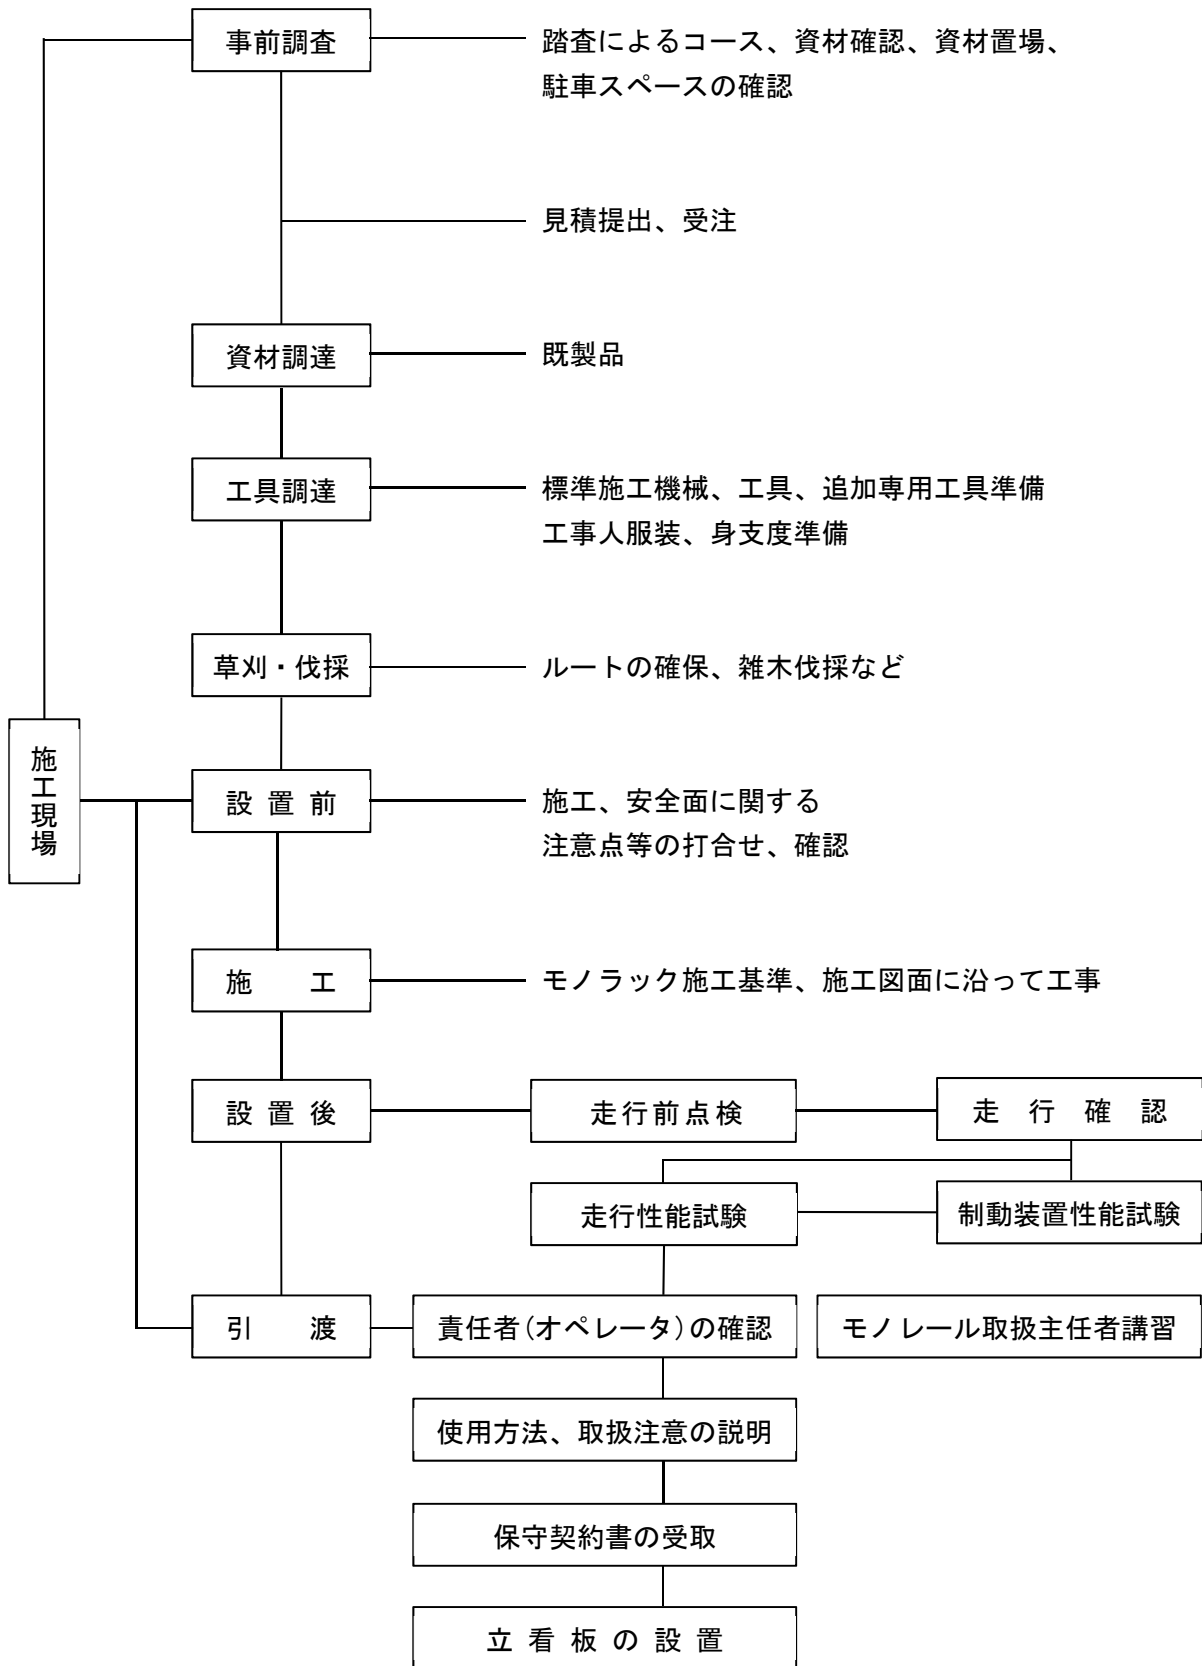 事前調査
踏査によるコース、資材確認、資材置場、
駐車スペースの確認
見積提出、受注
資材調達
既製品
工具調達
標準施工機械、工具、追加専用工具準備
工事人服装、身支度準備
草刈・伐採
ルートの確保、雑木伐採など
施工現場
設置前
施工、安全面に関する
注意点等の打合せ、確認
施工
モノラック施工基準、施工図面に沿って工事
設置後
走行前点検
走行確認
走行性能試験
制動装置性能試験
引渡
責任者(オペレータ)の確認
モノレール取扱主任者講習
使用方法、取扱注意の説明
保守契約書の受取
立看板の設置